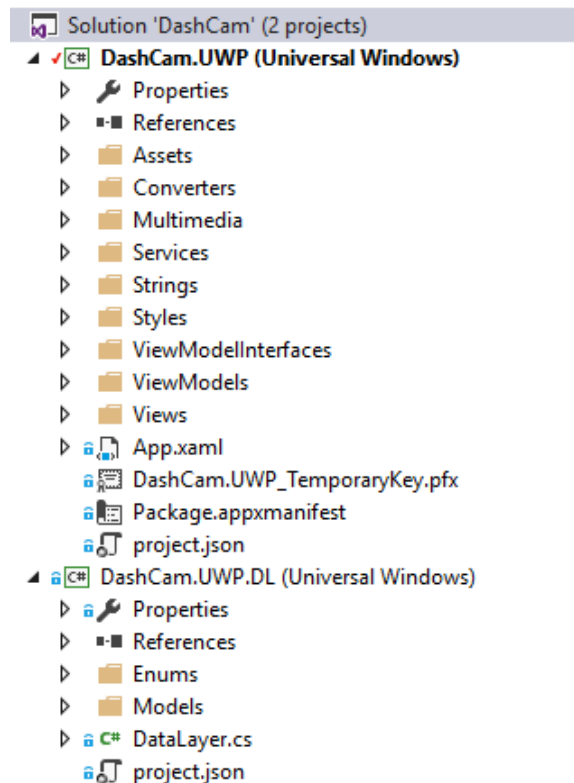 Solution 'DashCam' (2 projects)
C# DashCam.UWP (Universal Windows)
Properties
References
Assets
Converters
Multimedia
Services
Strings
Styles
ViewModelInterfaces
ViewModels
Views
App.xaml
DashCam.UWP_TemporaryKey.pfx
Package.appxmanifest
project.json
C# DashCam.UWP.DL (Universal Windows)
Properties
References
Enums
Models
C# DataLayer.cs
project.json